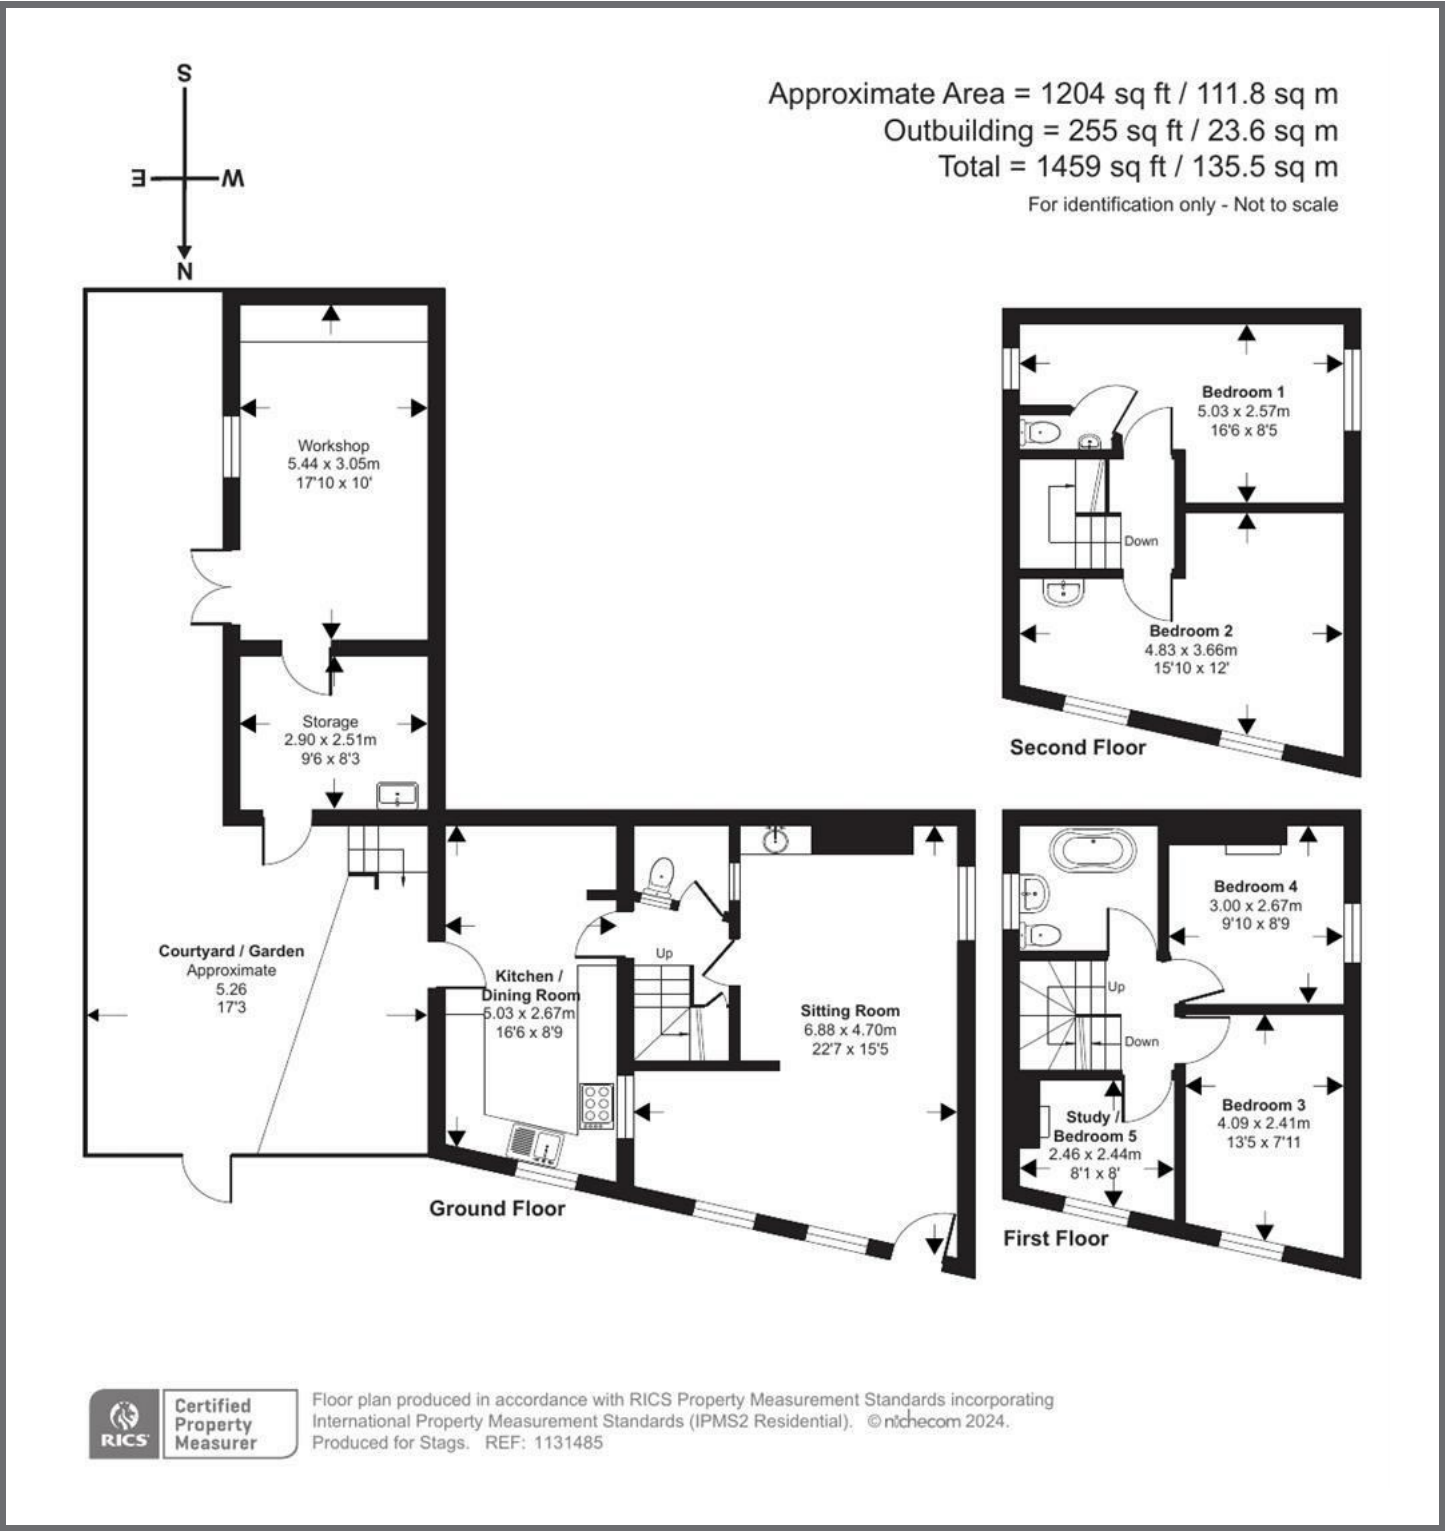 S
E W
N
Approximate Area = 1204 sq ft / 111.8 sq m
Outbuilding = 255 sq ft / 23.6 sq m
Total = 1459 sq ft / 135.5 sq m
For identification only - Not to scale
Workshop
5.44 x 3.05m
17'10 x 10'
Storage
2.90 x 2.51m
9'6 x 8'3
Courtyard / Garden
Approximate
5.26
17'3
Kitchen /
Dining Room
5.03 x 2.67m
16'6 x 8'9
Up
Sitting Room
6.88 x 4.70m
22'7 x 15'5
Ground Floor
Bedroom 1
5.03 x 2.57m
16'6 x 8'5
Down
Bedroom 2
4.83 x 3.66m
15'10 x 12'
Second Floor
Bedroom 4
3.00 x 2.67m
9'10 x 8'9
Up
Down
Study /
Bedroom 5
2.46 x 2.44m
8'1 x 8'
Bedroom 3
4.09 x 2.41m
13'5 x 7'11
First Floor
RICS
Certified
Property
Measurer
Floor plan produced in accordance with RICS Property Measurement Standards incorporating
International Property Measurement Standards (IPMS2 Residential). © nichecom 2024.
Produced for Stags. REF: 1131485